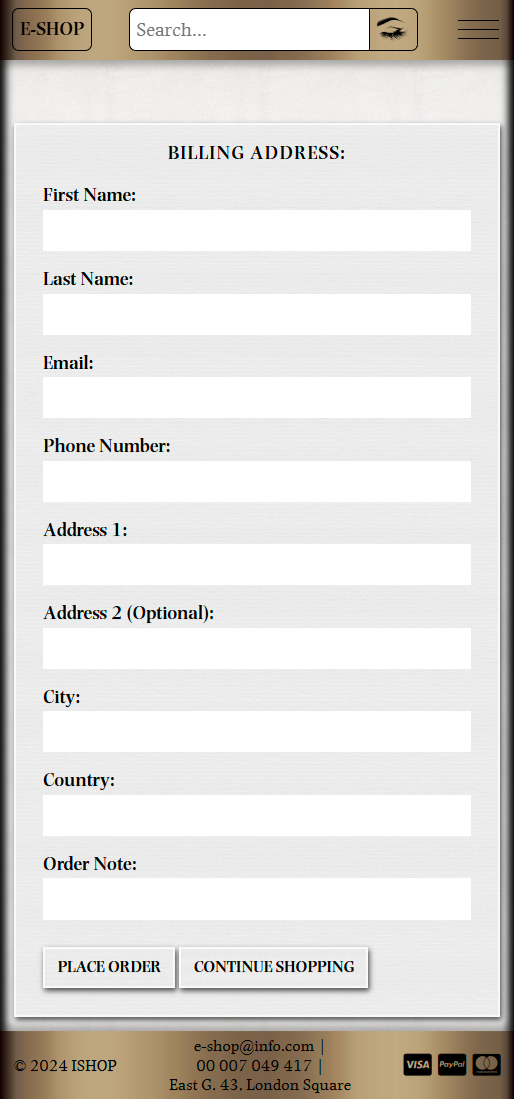 E-SHOP
Search...
BILLING ADDRESS:
First Name:
Last Name:
Email:
Phone Number:
Address 1:
Address 2 (Optional):
City:
Country:
Order Note:
PLACE ORDER CONTINUE SHOPPING
e-shop@info.com |
© 2024 ISHOP 00 007 049 417 | VISA PayPal MasterCard
East G. 43, London Square